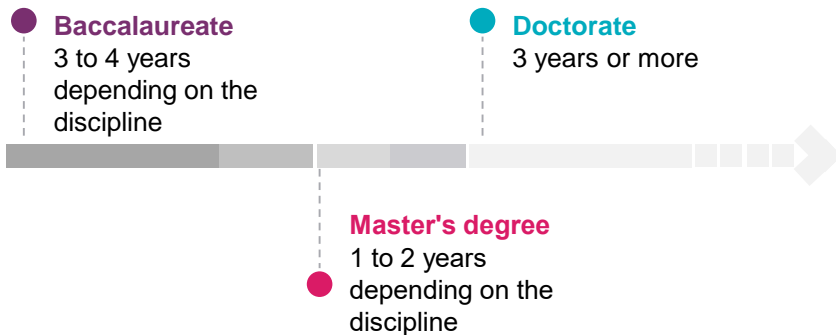 Baccalaureate
3 to 4 years
depending on the
discipline
Doctorate
3 years or more
Master's degree
1 to 2 years
depending on the
discipline